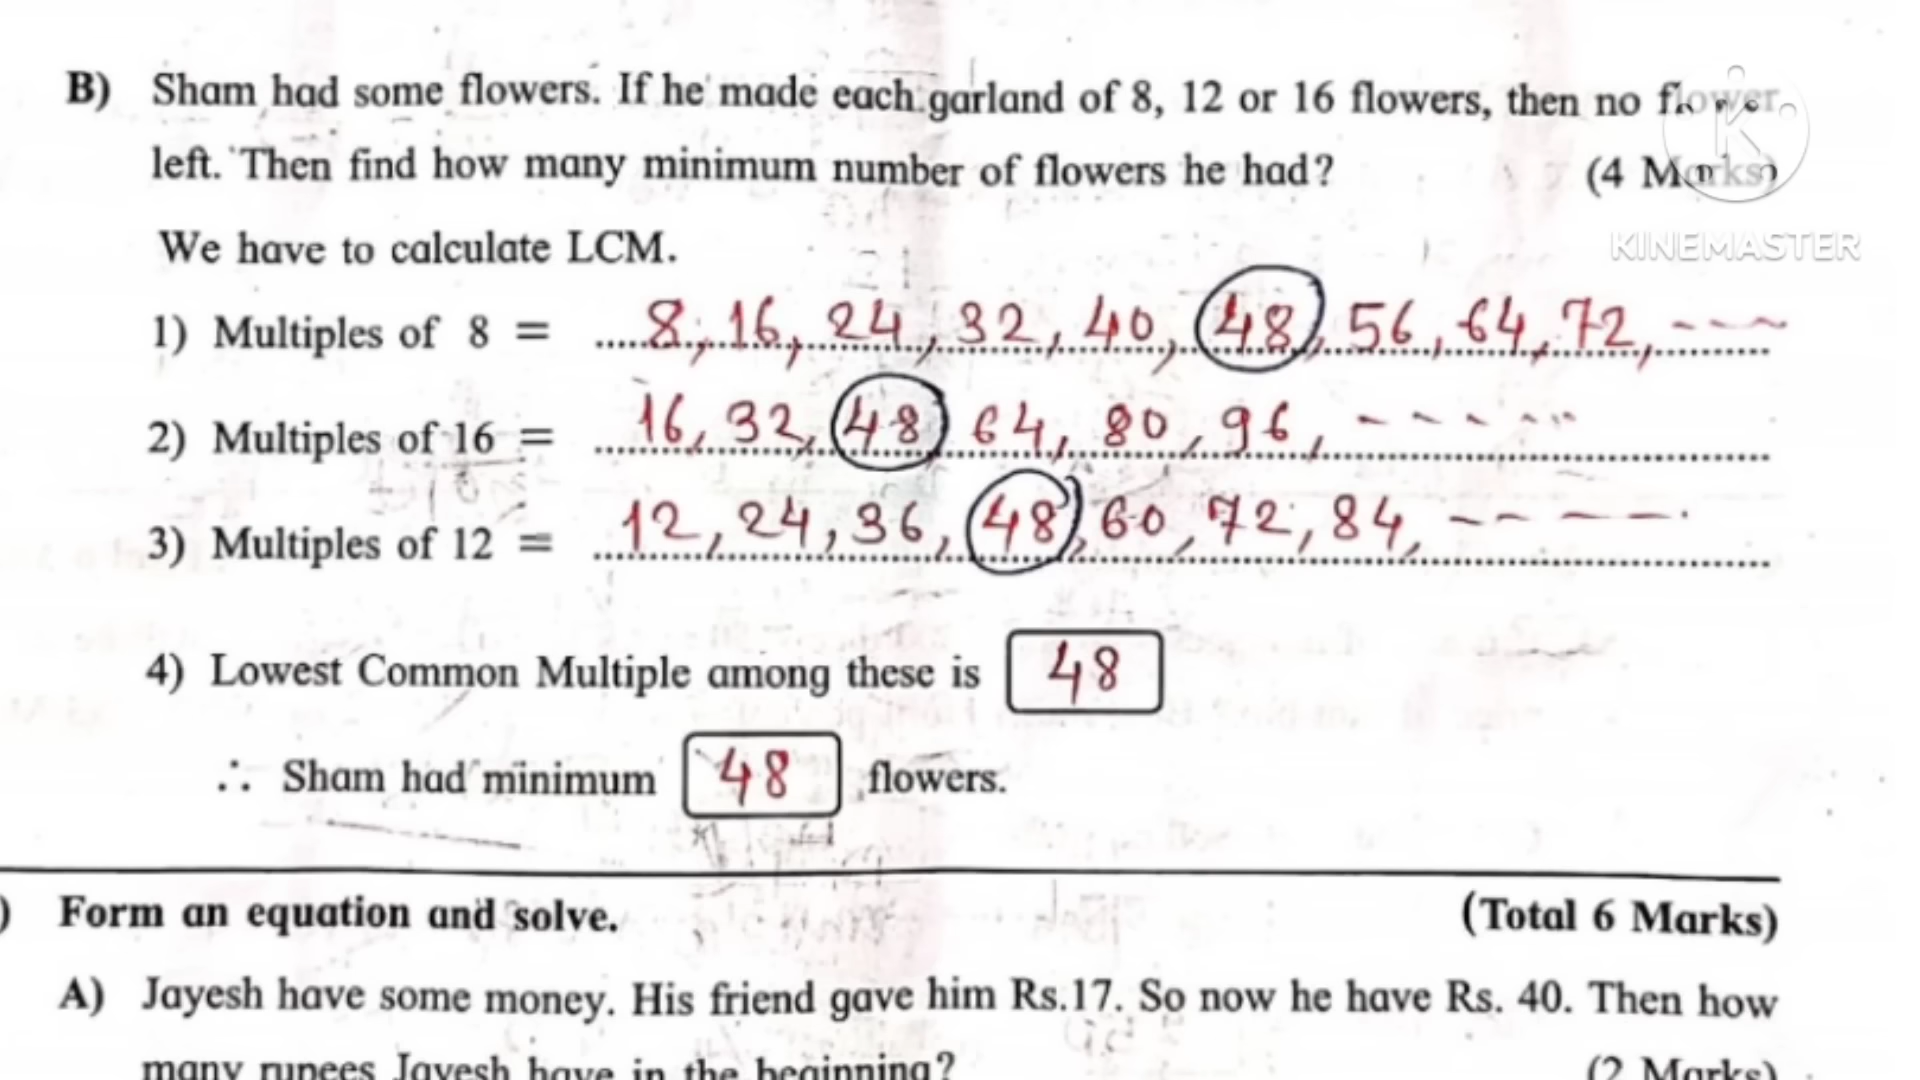 B) Sham had some flowers. If he made each garland of 8, 12 or 16 flowers, then no flower
left. Then find how many minimum number of flowers he had? (4 Marks)
We have to calculate LCM.
KINEMASTER
1) Multiples of 8 = 8, 16, 24, 32, 40, 48, 56, 64, 72, ---
2) Multiples of 16 = 16, 32, 48 64, 80, 96, -----
3) Multiples of 12 = 12, 24, 36, 48, 60, 72, 84, ----
4) Lowest Common Multiple among these is 48
∴ Sham had minimum 48 flowers.
) Form an equation and solve. (Total 6 Marks)
A) Jayesh have some money. His friend gave him Rs.17. So now he have Rs. 40. Then how
many rupees Jayesh have in the beginning? (2 Marks)